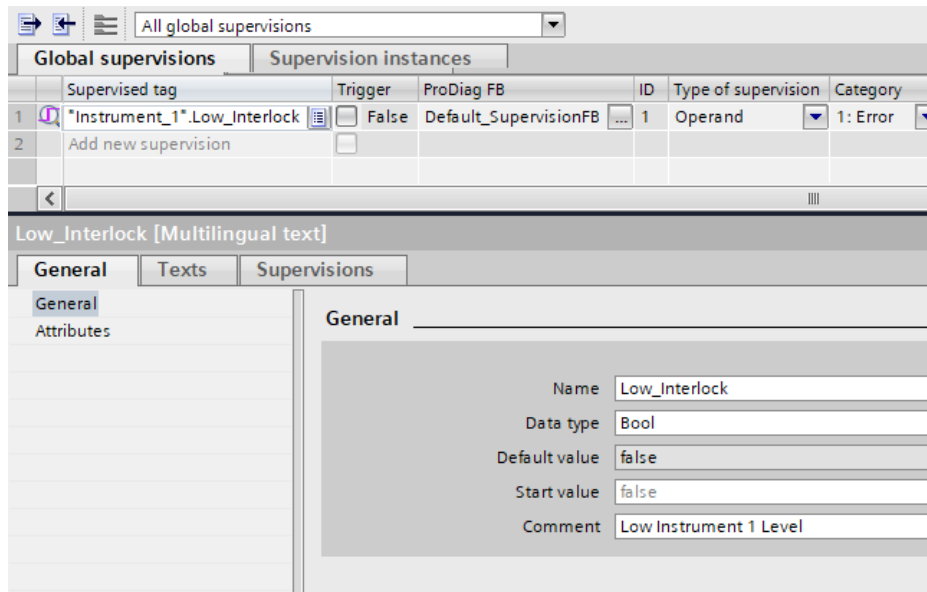 All global supervisions
Global supervisions Supervision instances
Supervised tag Trigger ProDiag FB ID Type of supervision Category
1 "Instrument_1".Low_Interlock False Default_SupervisionFB ... 1 Operand 1: Error
2 Add new supervision
Low_Interlock [Multilingual text]
General Texts Supervisions
General
Attributes
General
Name Low_Interlock
Data type Bool
Default value false
Start value false
Comment Low Instrument 1 Level